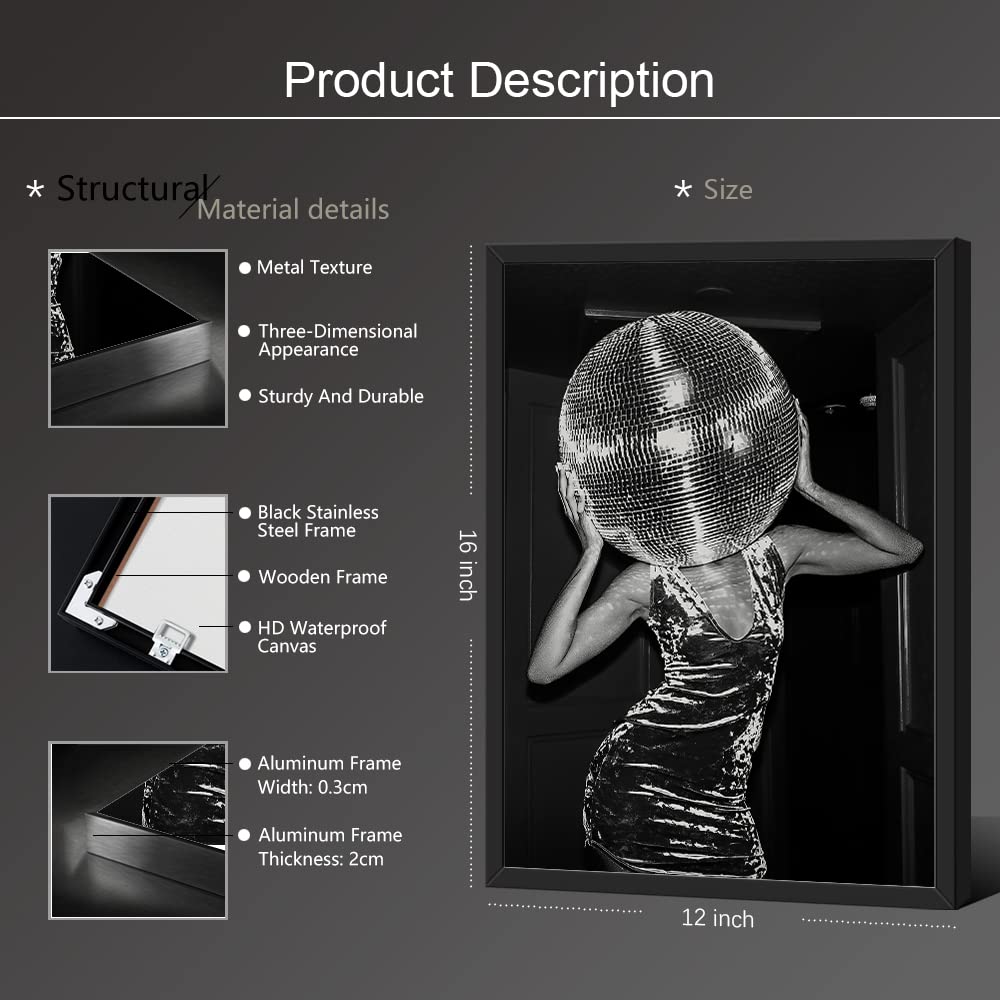 Product Description
* Structural
Material details
Metal Texture
Three-Dimensional
Appearance
Sturdy And Durable
Black Stainless
Steel Frame
Wooden Frame
HD Waterproof
Canvas
Aluminum Frame
Width: 0.3cm
Aluminum Frame
Thickness: 2cm
* Size
16 inch
12 inch